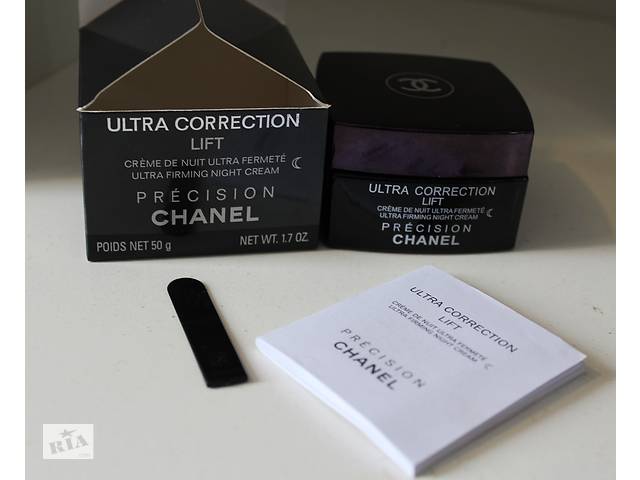 ULTRA CORRECTION
LIFT
CRÈME DE NUIT ULTRA FERMETÉ
ULTRA FIRMING NIGHT CREAM
PRÉCISION
CHANEL
POIDS NET 50 g
NET WT. 1.7 OZ.
ULTRA CORRECTION
LIFT
CRÈME DE NUIT ULTRA FERMETÉ
ULTRA FIRMING NIGHT CREAM
PRÉCISION
CHANEL
ULTRA CORRECTION
LIFT
CRÈME DE NUIT ULTRA FERMETÉ
ULTRA FIRMING NIGHT CREAM
PRÉCISION
CHANEL
RIA
.com